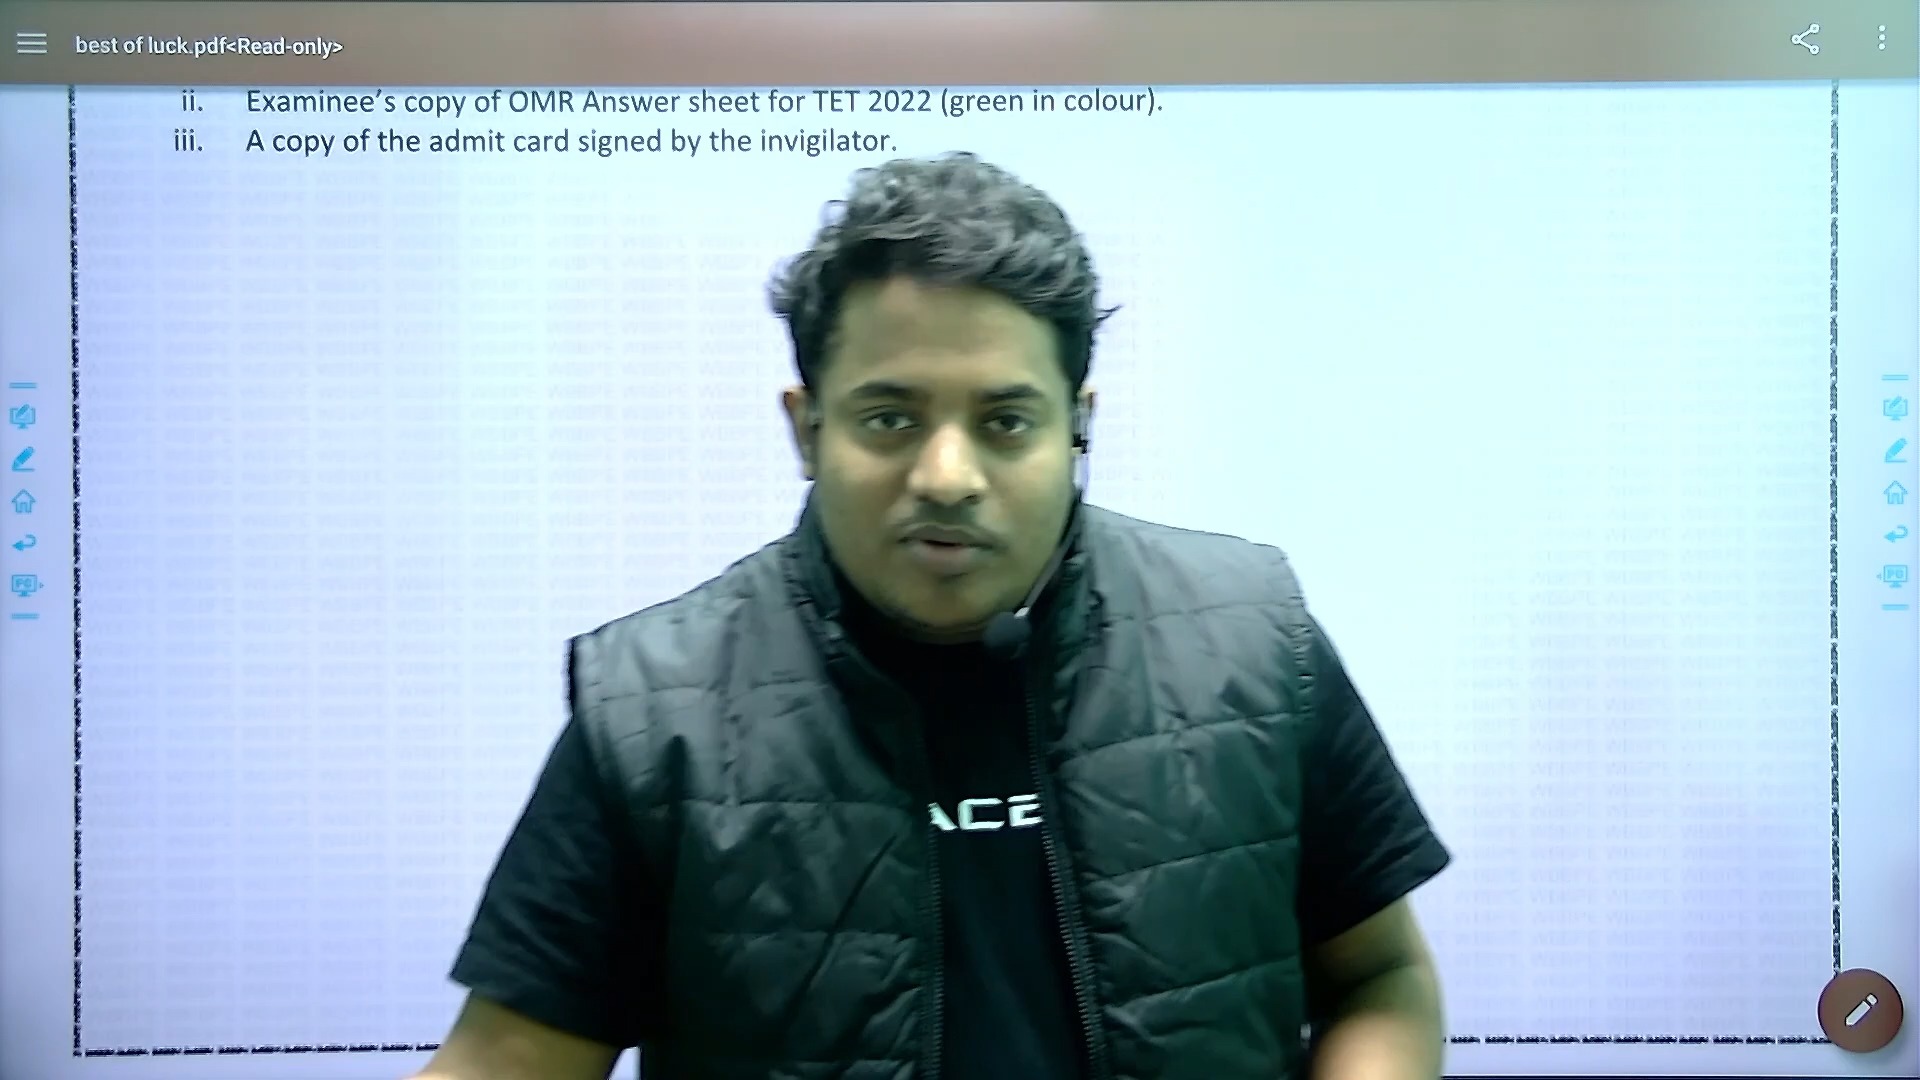 best of luck.pdf<Read-only>
ii. Examinee's copy of OMR Answer sheet for TET 2022 (green in colour).
iii. A copy of the admit card signed by the invigilator.
ACE